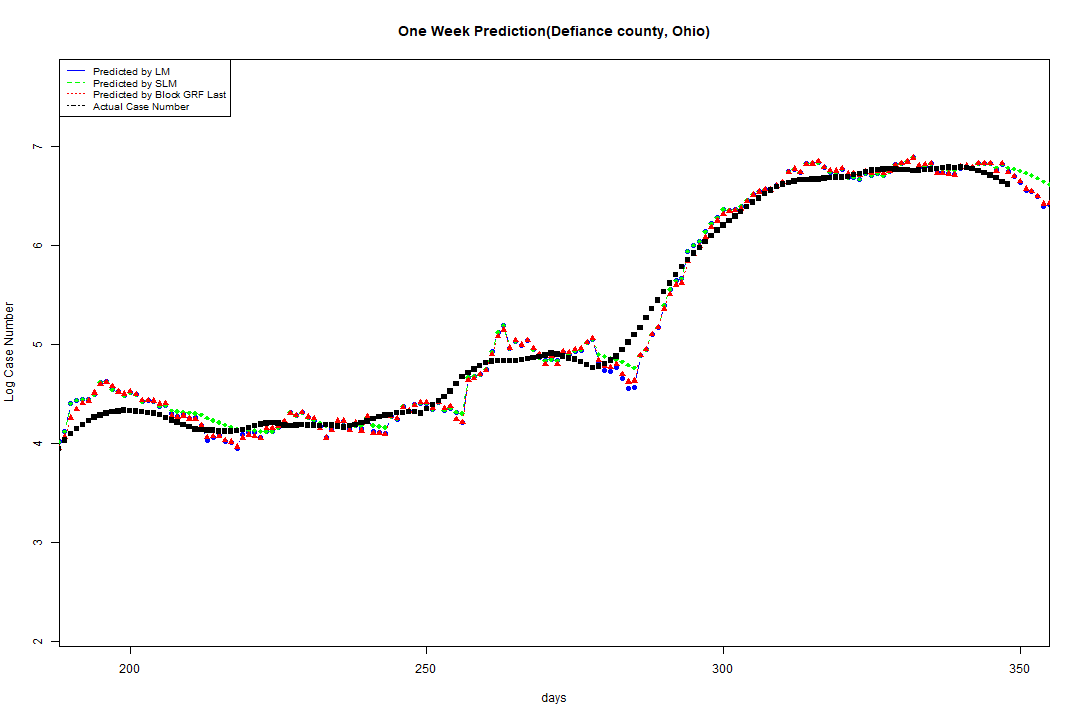 One Week Prediction(Defiance county, Ohio)
Predicted by LM
Predicted by SLM
Predicted by Block GRF Last
Actual Case Number
7
6
5
4
3
2
Log Case Number
200
250
300
350
days